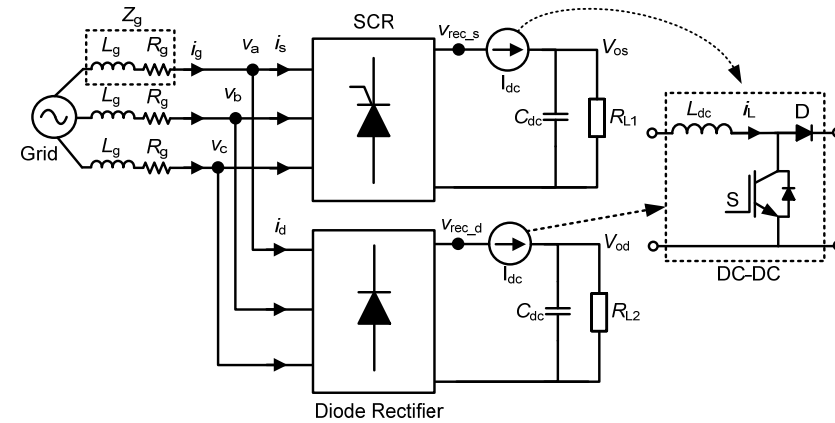 Zg
SCR
Lg Rg ig va is
vrec_s
Idc
Vos
Cdc RL1
Lg Rg vb
Grid
Lg Rg vc
Ldc iL D
S
DC-DC
id
vrec_d
Idc
Vod
Cdc RL2
Diode Rectifier